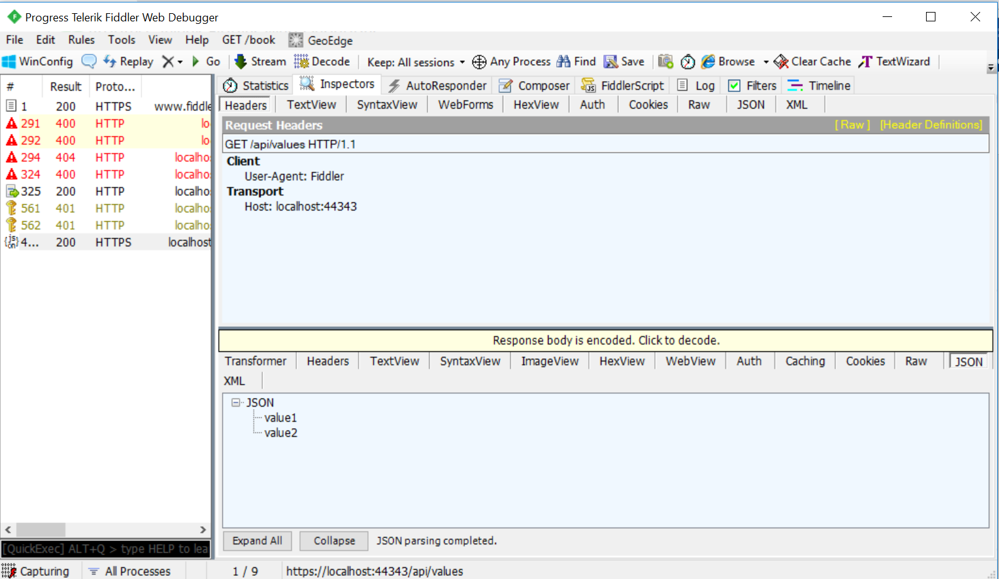 Progress Telerik Fiddler Web Debugger
File Edit Rules Tools View Help GET /book GeoEdge
WinConfig Replay Go Stream Decode Keep: All sessions Any Process Find Save Browse Clear Cache TextWizard
# Result Proto...
1 200 HTTPS www.fiddle
291 400 HTTP lo
292 400 HTTP lo
294 404 HTTP localho
324 400 HTTP localho
325 200 HTTP localho
561 401 HTTP localho
562 401 HTTP localho
4... 200 HTTPS localhost
[QuickExec] ALT+Q > type HELP to lea
Statistics Inspectors AutoResponder Composer FiddlerScript Log Filters Timeline
Headers TextView SyntaxView WebForms HexView Auth Cookies Raw JSON XML
Request Headers [ Raw ] [Header Definitions]
GET /api/values HTTP/1.1
Client
User-Agent: Fiddler
Transport
Host: localhost:44343
Response body is encoded. Click to decode.
Transformer Headers TextView SyntaxView ImageView HexView WebView Auth Caching Cookies Raw JSON
XML
JSON
value1
value2
Expand All Collapse JSON parsing completed.
Capturing All Processes 1 / 9 https://localhost:44343/api/values